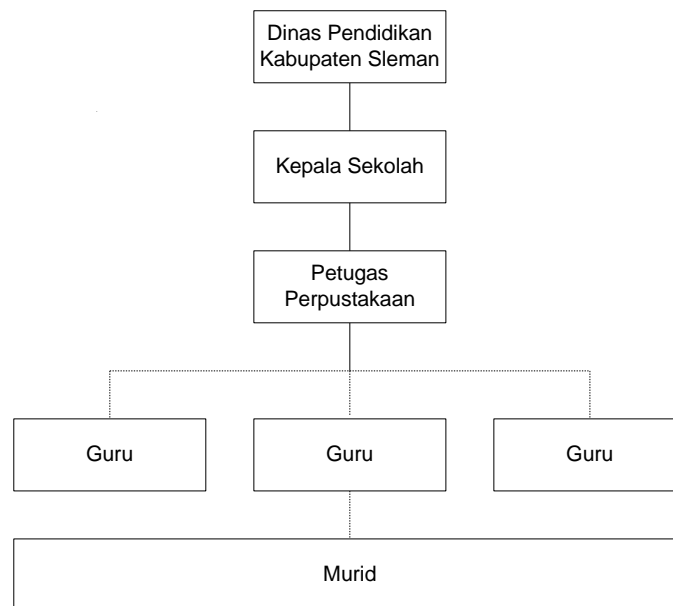 Dinas Pendidikan
Kabupaten Sleman
Kepala Sekolah
Petugas
Perpustakaan
Guru
Guru
Guru
Murid